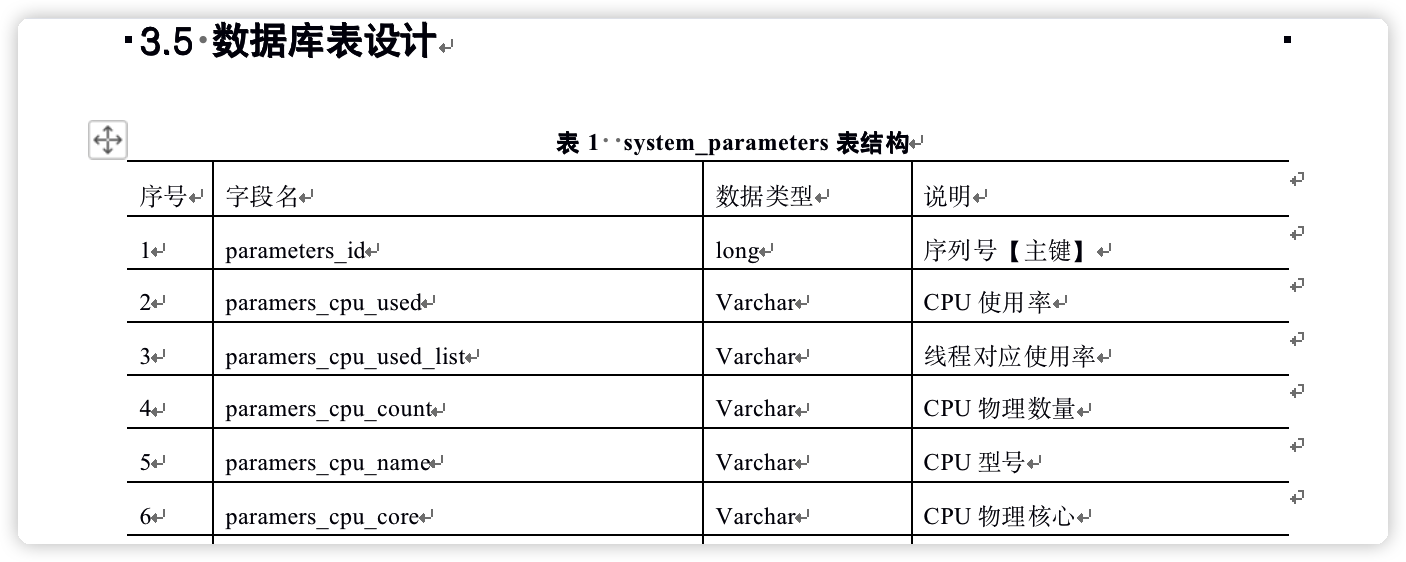 3.5 数据库表设计
表 1 system_parameters 表结构
序号 字段名 数据类型 说明
1 parameters_id long 序列号【主键】
2 paramers_cpu_used Varchar CPU 使用率
3 paramers_cpu_used_list Varchar 线程对应使用率
4 paramers_cpu_count Varchar CPU 物理数量
5 paramers_cpu_name Varchar CPU 型号
6 paramers_cpu_core Varchar CPU 物理核心